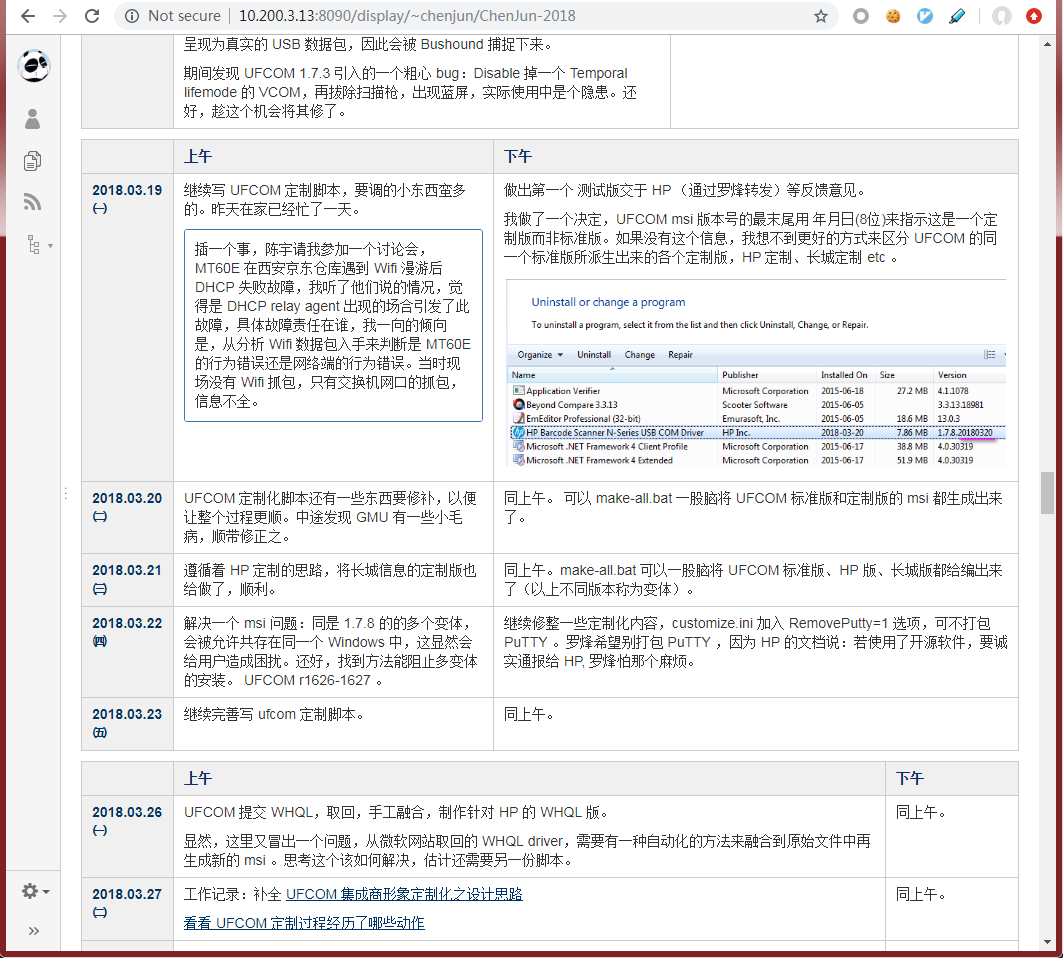 Not secure | 10.200.3.13:8090/display/~chenjun/ChenJun-2018
呈现为真实的 USB 数据包，因此会被 Bushound 捕捉下来。
期间发现 UFCOM 1.7.3 引入的一个粗心 bug：Disable 掉一个 Temporal
lifemode 的 VCOM，再拔除扫描枪，出现蓝屏，实际使用中是个隐患。还
好，趁这个机会将其修了。
上午
下午
2018.03.19
(一)
继续写 UFCOM 定制脚本，要调的小东西蛮多
的。昨天在家已经忙了一天。
插一个事，陈宇请我参加一个讨论会，
MT60E 在西安京东仓库遇到 Wifi 漫游后
DHCP 失败故障，我听了他们说的情况，觉
得是 DHCP relay agent 出现的场合引发了此
故障，具体故障责任在谁，我一向的倾向
是，从分析 Wifi 数据包入手来判断是 MT60E
的行为错误还是网络端的行为错误。当时现
场没有 Wifi 抓包，只有交换机网口的抓包，
信息不全。
做出第一个 测试版交于 HP （通过罗烽转发）等反馈意见。
我做了一个决定，UFCOM msi 版本号的最末尾用 年月日(8位)来指示这是一个定
制版而非标准版。如果没有这个信息，我想不到更好的方式来区分 UFCOM 的同
一个标准版所派生出来的各个定制版，HP 定制、长城定制 etc 。
Uninstall or change a program
To uninstall a program, select it from the list and then click Uninstall, Change, or Repair.
Organize Uninstall Change Repair
Name Publisher Installed On Size Version
Application Verifier Microsoft Corporation 2015-06-18 27.2 MB 4.1.1078
Beyond Compare 3.3.13 Scooter Software 2015-06-05 3.3.13.18981
EmEditor Professional (32-bit) Emurasoft, Inc. 2015-06-05 18.6 MB 13.0.3
HP Barcode Scanner N-Series USB COM Driver HP Inc. 2018-03-20 7.86 MB 1.7.8.20180320
Microsoft .NET Framework 4 Client Profile Microsoft Corporation 2015-06-17 38.8 MB 4.0.30319
Microsoft .NET Framework 4 Extended Microsoft Corporation 2015-06-17 51.9 MB 4.0.30319
2018.03.20
(二)
UFCOM 定制化脚本还有一些东西要修补，以便
让整个过程更顺。中途发现 GMU 有一些小毛
病，顺带修正之。
同上午。 可以 make-all.bat 一股脑将 UFCOM 标准版和定制版的 msi 都生成出来
了。
2018.03.21
(三)
遵循着 HP 定制的思路，将长城信息的定制版也
给做了，顺利。
同上午。make-all.bat 可以一股脑将 UFCOM 标准版、HP 版、长城版都给编出来
了（以上不同版本称为变体）。
2018.03.22
(四)
解决一个 msi 问题：同是 1.7.8 的的多个变体，
会被允许共存在同一个 Windows 中，这显然会
给用户造成困扰。还好，找到方法能阻止多变体
的安装。 UFCOM r1626-1627 。
继续修整一些定制化内容，customize.ini 加入 RemovePutty=1 选项，可不打包
PuTTY 。罗烽希望别打包 PuTTY ，因为 HP 的文档说：若使用了开源软件，要诚
实通报给 HP, 罗烽怕那个麻烦。
2018.03.23
(五)
继续完善写 ufcom 定制脚本。
同上午。
上午
下午
2018.03.26
(一)
UFCOM 提交 WHQL，取回，手工融合，制作针对 HP 的 WHQL 版。
显然，这里又冒出一个问题，从微软网站取回的 WHQL driver，需要有一种自动化的方法来融合到原始文件中再
生成新的 msi 。思考这个该如何解决，估计还需要另一份脚本。
同上午。
2018.03.27
(二)
工作记录：补全 UFCOM 集成商形象定制化之设计思路
看看 UFCOM 定制过程经历了哪些动作
同上午。